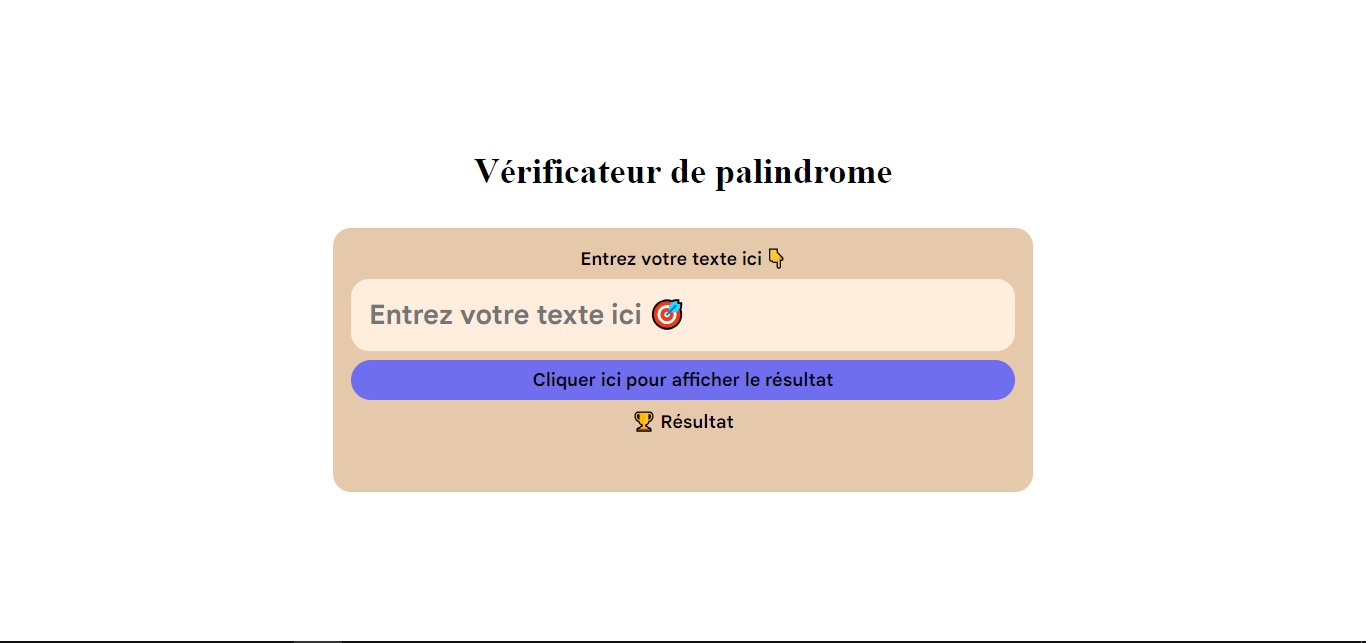 Vérificateur de palindrome
Entrez votre texte ici 👇
Entrez votre texte ici 🎯
Cliquer ici pour afficher le résultat
🏆 Résultat